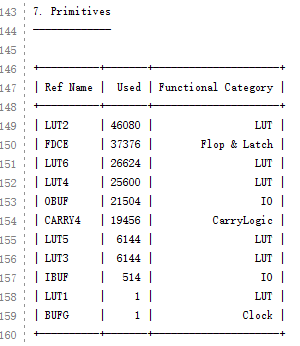 143 7. Primitives
144 -------------
145
146 +----------+-------+---------------------+
147 | Ref Name | Used | Functional Category |
148 +----------+-------+---------------------+
149 | LUT2 | 46080 | LUT |
150 | FDCE | 37376 | Flop & Latch |
151 | LUT6 | 26624 | LUT |
152 | LUT4 | 25600 | LUT |
153 | OBUF | 21504 | IO |
154 | CARRY4 | 19456 | CarryLogic |
155 | LUT5 | 6144 | LUT |
156 | LUT3 | 6144 | LUT |
157 | IBUF | 514 | IO |
158 | LUT1 | 1 | LUT |
159 | BUFG | 1 | Clock |
160 +----------+-------+---------------------+